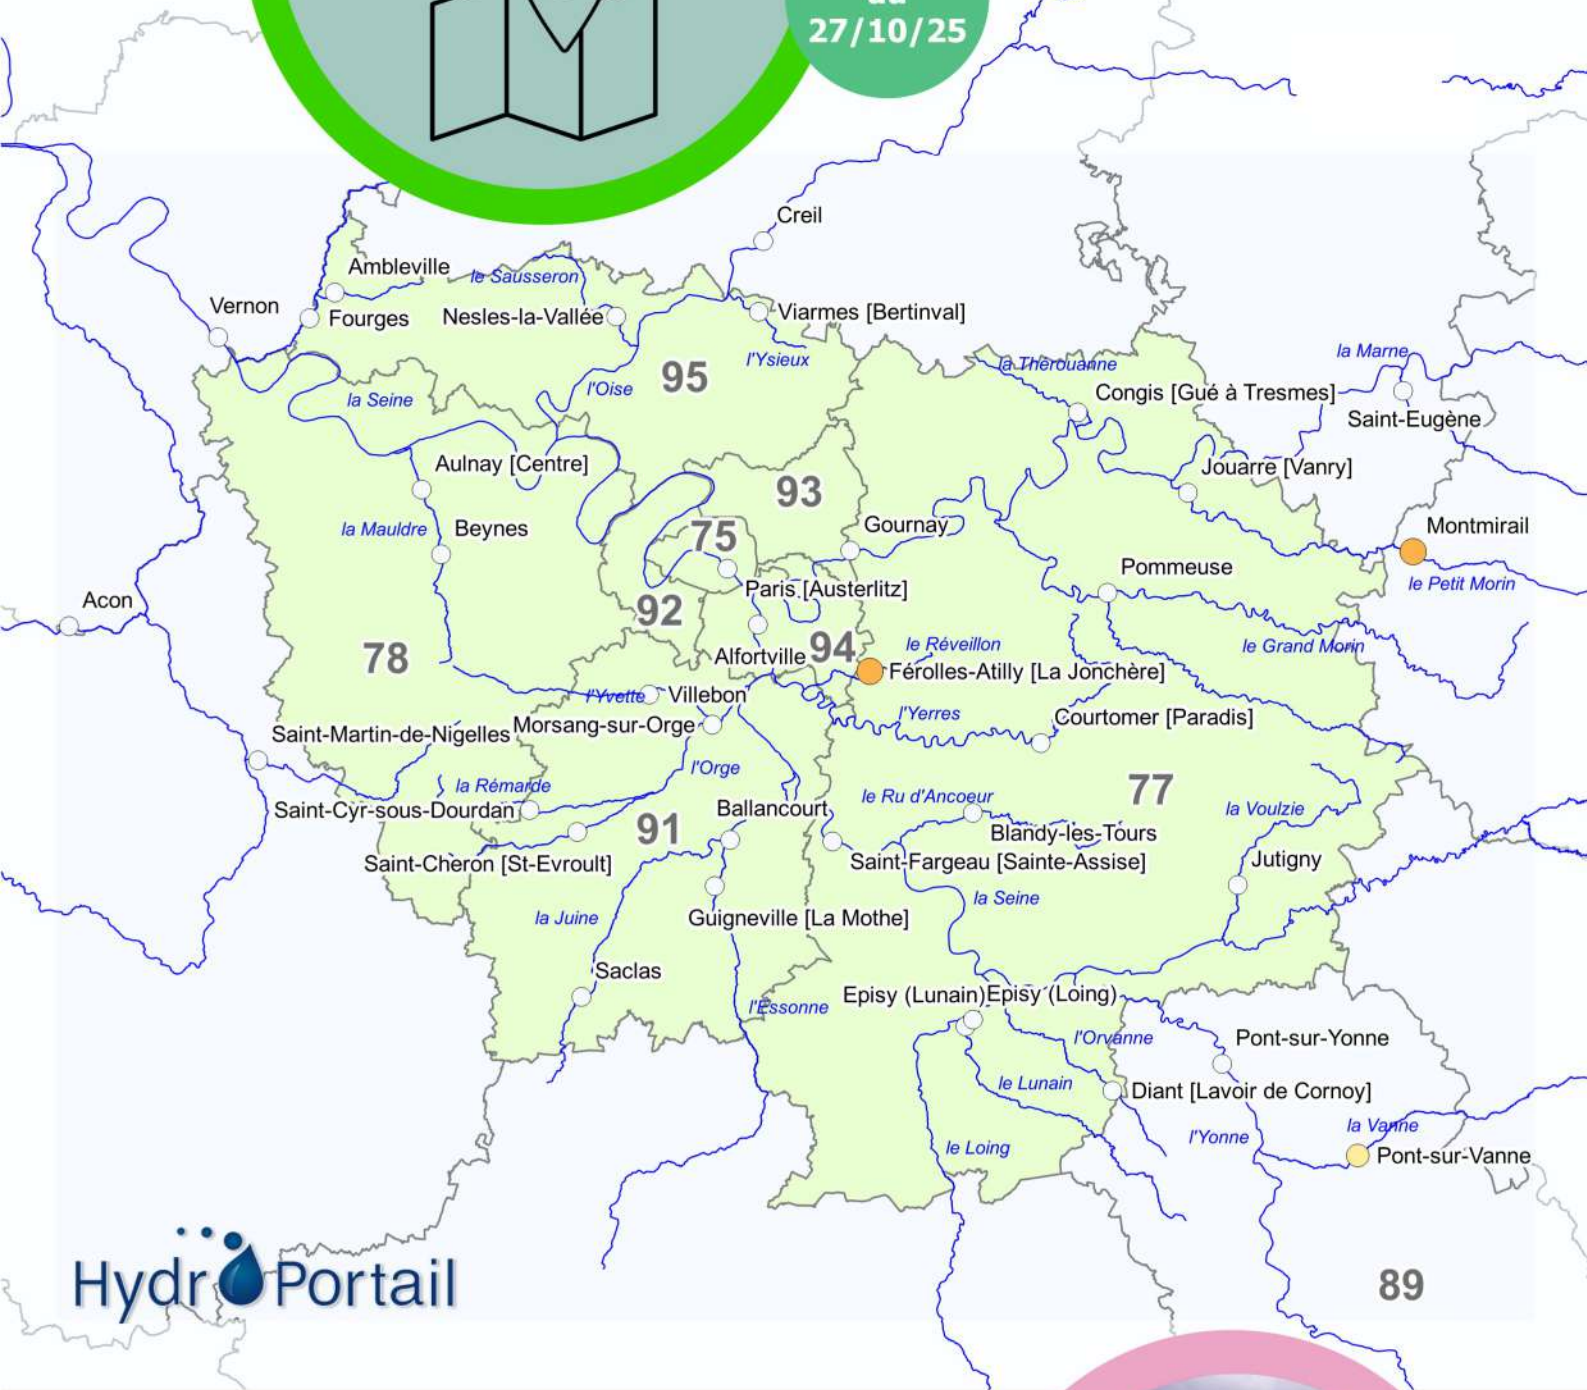 27/10/25
Creil
Ambleville
le Sausseron
Vernon
Fourges
Nesles-la-Vallée
Viarmes [Bertinval]
l'Ysieux
la Marne
la Thérouanne
95
l'Oise
la Seine
Congis [Gué à Tresmes]
Saint-Eugène
Aulnay [Centre]
Jouarre [Vanry]
93
la Mauldre
Beynes
75
Gournay
Montmirail
Pommeuse
le Petit Morin
Paris [Austerlitz]
Acon
92
78
Alfortville
94
le Réveillon
le Grand Morin
Férolles-Atilly [La Jonchère]
l'Yvette
Villebon
l'Yerres
Courtomer [Paradis]
Saint-Martin-de-Nigelles
Morsang-sur-Orge
l'Orge
la Rémarde
77
Saint-Cyr-sous-Dourdan
Ballancourt
le Ru d'Ancoeur
la Voulzie
91
Blandy-les-Tours
Saint-Cheron [St-Evroult]
Saint-Fargeau [Sainte-Assise]
Jutigny
la Seine
la Juine
Guigneville [La Mothe]
Saclas
Episy (Lunain)
Episy (Loing)
l'Essonne
l'Orvanne
Pont-sur-Yonne
le Lunain
Diant [Lavoir de Cornoy]
l'Yonne
la Vanne
le Loing
Pont-sur-Vanne
HydroPortail
89